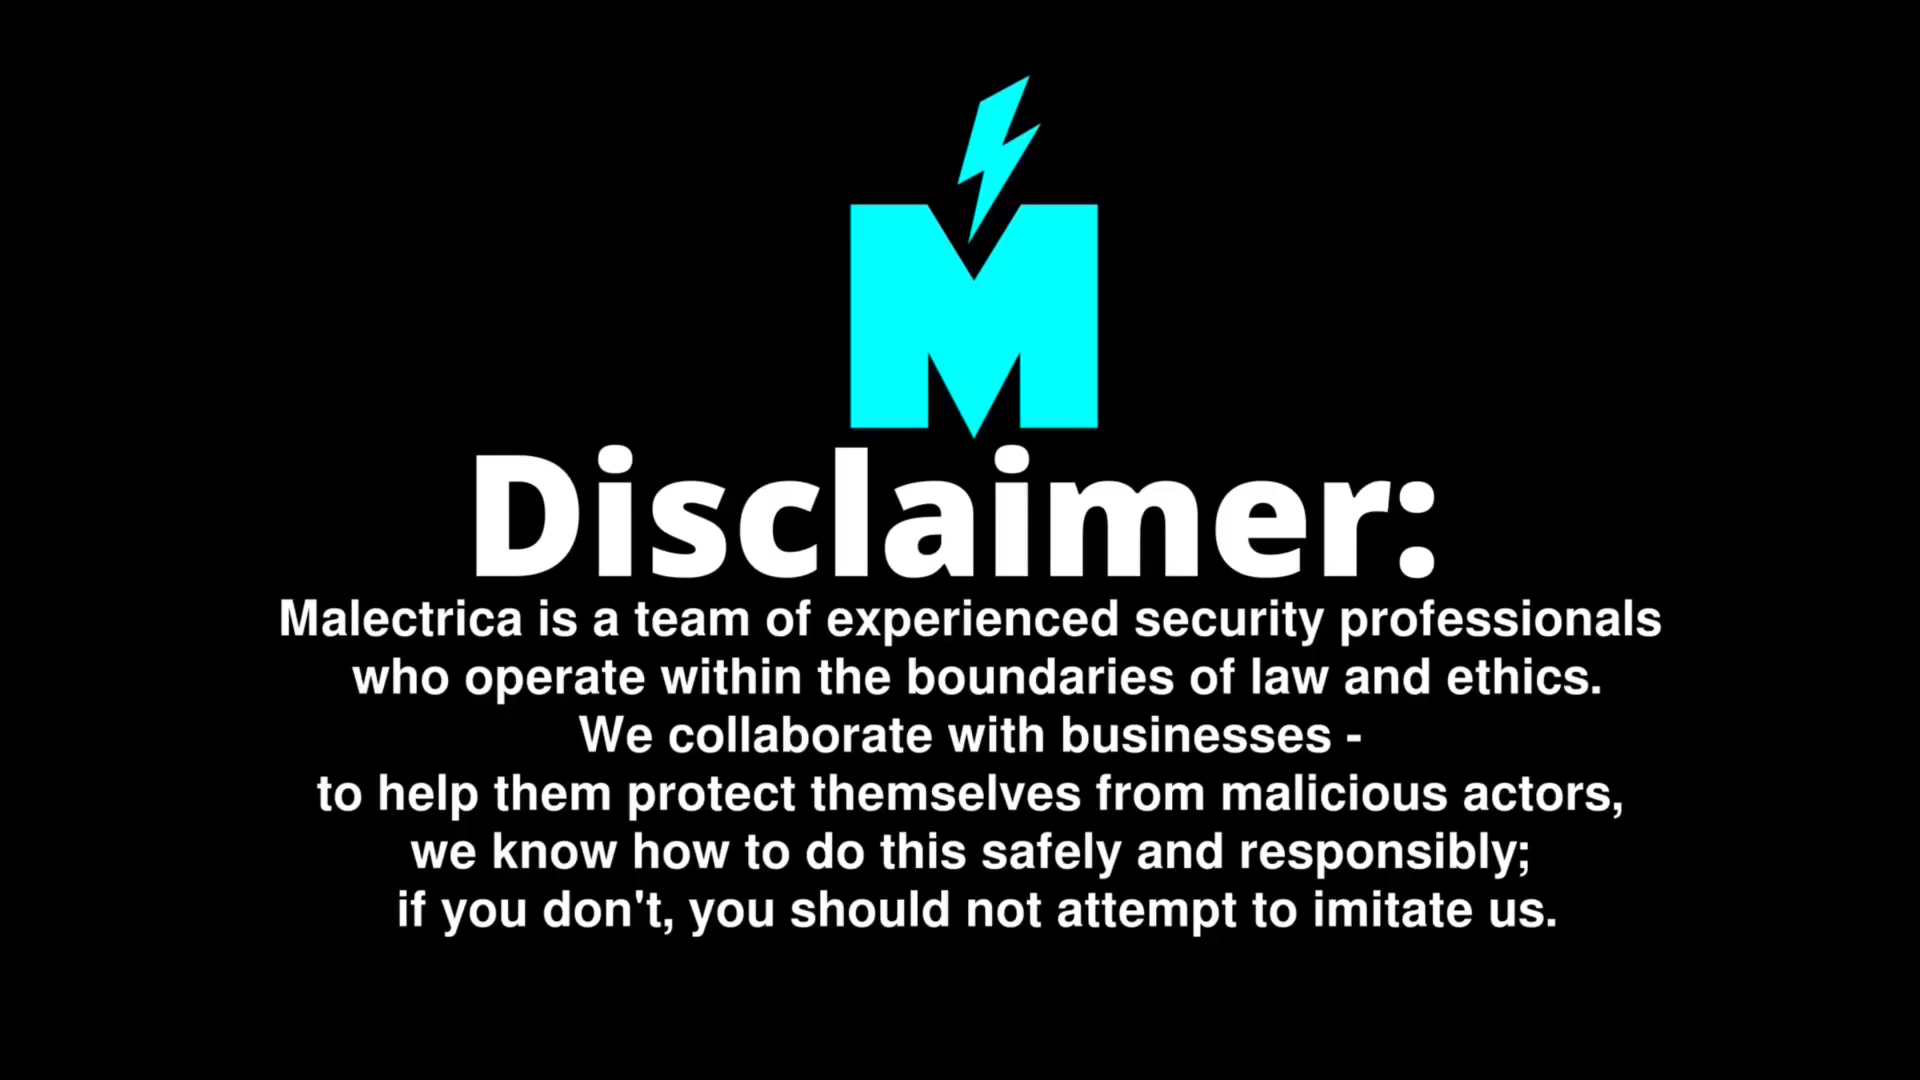 M
Disclaimer:
Malectrica is a team of experienced security professionals
who operate within the boundaries of law and ethics.
We collaborate with businesses -
to help them protect themselves from malicious actors,
we know how to do this safely and responsibly;
if you don't, you should not attempt to imitate us.